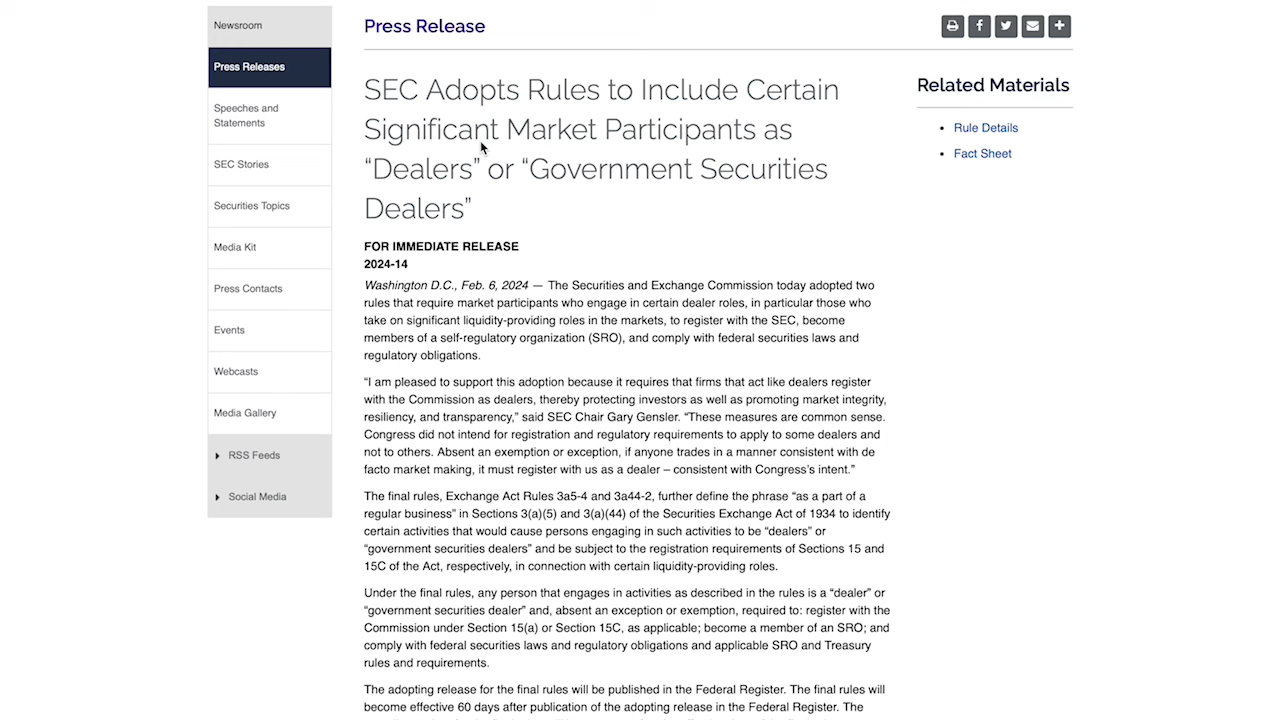 Newsroom
Press Releases
Speeches and
Statements
SEC Stories
Securities Topics
Media Kit
Press Contacts
Events
Webcasts
Media Gallery
RSS Feeds
Social Media
Press Release
SEC Adopts Rules to Include Certain
Significant Market Participants as
“Dealers” or “Government Securities
Dealers”
FOR IMMEDIATE RELEASE
2024-14
Washington D.C., Feb. 6, 2024 — The Securities and Exchange Commission today adopted two
rules that require market participants who engage in certain dealer roles, in particular those who
take on significant liquidity-providing roles in the markets, to register with the SEC, become
members of a self-regulatory organization (SRO), and comply with federal securities laws and
regulatory obligations.
“I am pleased to support this adoption because it requires that firms that act like dealers register
with the Commission as dealers, thereby protecting investors as well as promoting market integrity,
resiliency, and transparency,” said SEC Chair Gary Gensler. “These measures are common sense.
Congress did not intend for registration and regulatory requirements to apply to some dealers and
not to others. Absent an exemption or exception, if anyone trades in a manner consistent with de
facto market making, it must register with us as a dealer – consistent with Congress’s intent.”
The final rules, Exchange Act Rules 3a5-4 and 3a44-2, further define the phrase “as a part of a
regular business” in Sections 3(a)(5) and 3(a)(44) of the Securities Exchange Act of 1934 to identify
certain activities that would cause persons engaging in such activities to be “dealers” or
“government securities dealers” and be subject to the registration requirements of Sections 15 and
15C of the Act, respectively, in connection with certain liquidity-providing roles.
Under the final rules, any person that engages in activities as described in the rules is a “dealer” or
“government securities dealer” and, absent an exception or exemption, required to: register with the
Commission under Section 15(a) or Section 15C, as applicable; become a member of an SRO; and
comply with federal securities laws and regulatory obligations and applicable SRO and Treasury
rules and requirements.
The adopting release for the final rules will be published in the Federal Register. The final rules will
become effective 60 days after publication of the adopting release in the Federal Register. The
Related Materials
Rule Details
Fact Sheet